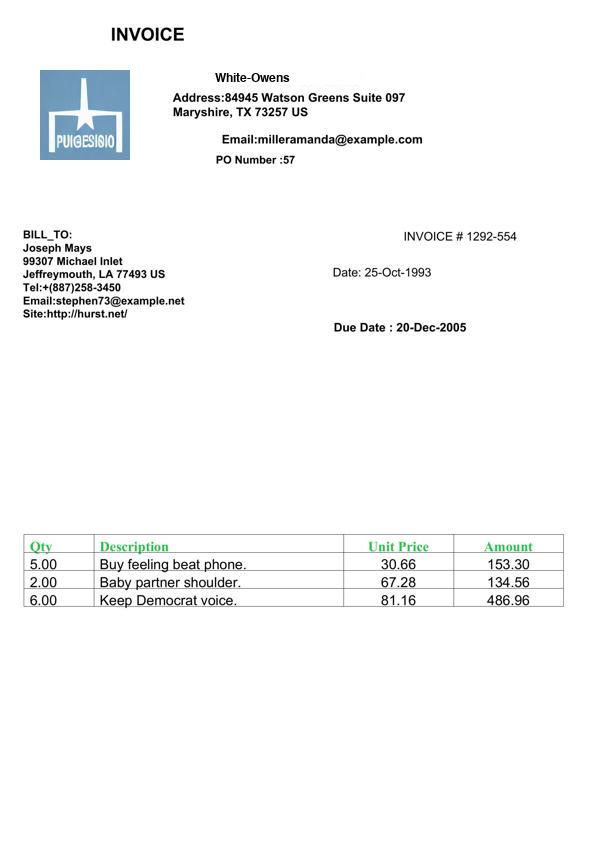 INVOICE
PUIGESISIO
White-Owens
Address:84945 Watson Greens Suite 097
Maryshire, TX 73257 US
Email:milleramanda@example.com
PO Number :57
BILL_TO:
Joseph Mays
99307 Michael Inlet
Jeffreymouth, LA 77493 US
Tel:+(887)258-3450
Email:stephen73@example.net
Site:http://hurst.net/
INVOICE # 1292-554
Date: 25-Oct-1993
Due Date : 20-Dec-2005
Qty Description Unit Price Amount
5.00 Buy feeling beat phone. 30.66 153.30
2.00 Baby partner shoulder. 67.28 134.56
6.00 Keep Democrat voice. 81.16 486.96